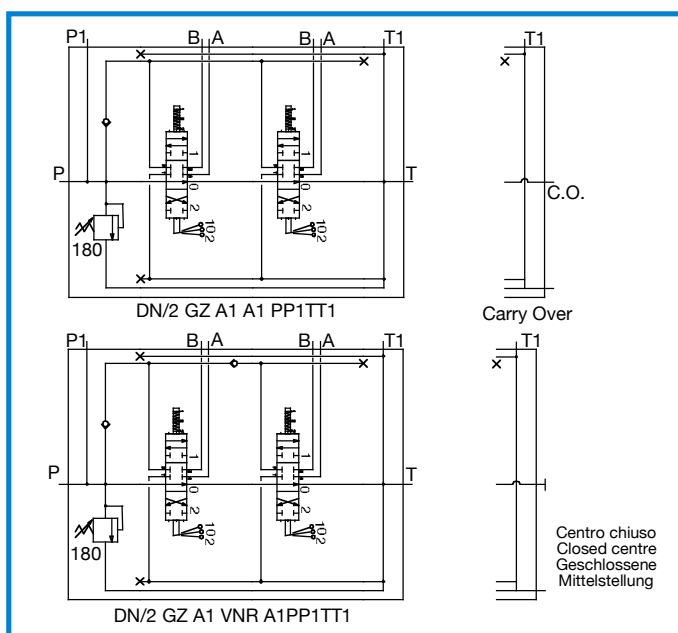 P1 B A B A T1 T1
1 1
P 0 0 T C.O.
2 2
180 102 102
DN/2 GZ A1 A1 PP1TT1 Carry Over
P1 B A B A T1 T1
1 1
P 0 0 T
2 2
180 102 102
Centro chiuso
Closed centre
Geschlossene
Mittelstellung
DN/2 GZ A1 VNR A1PP1TT1